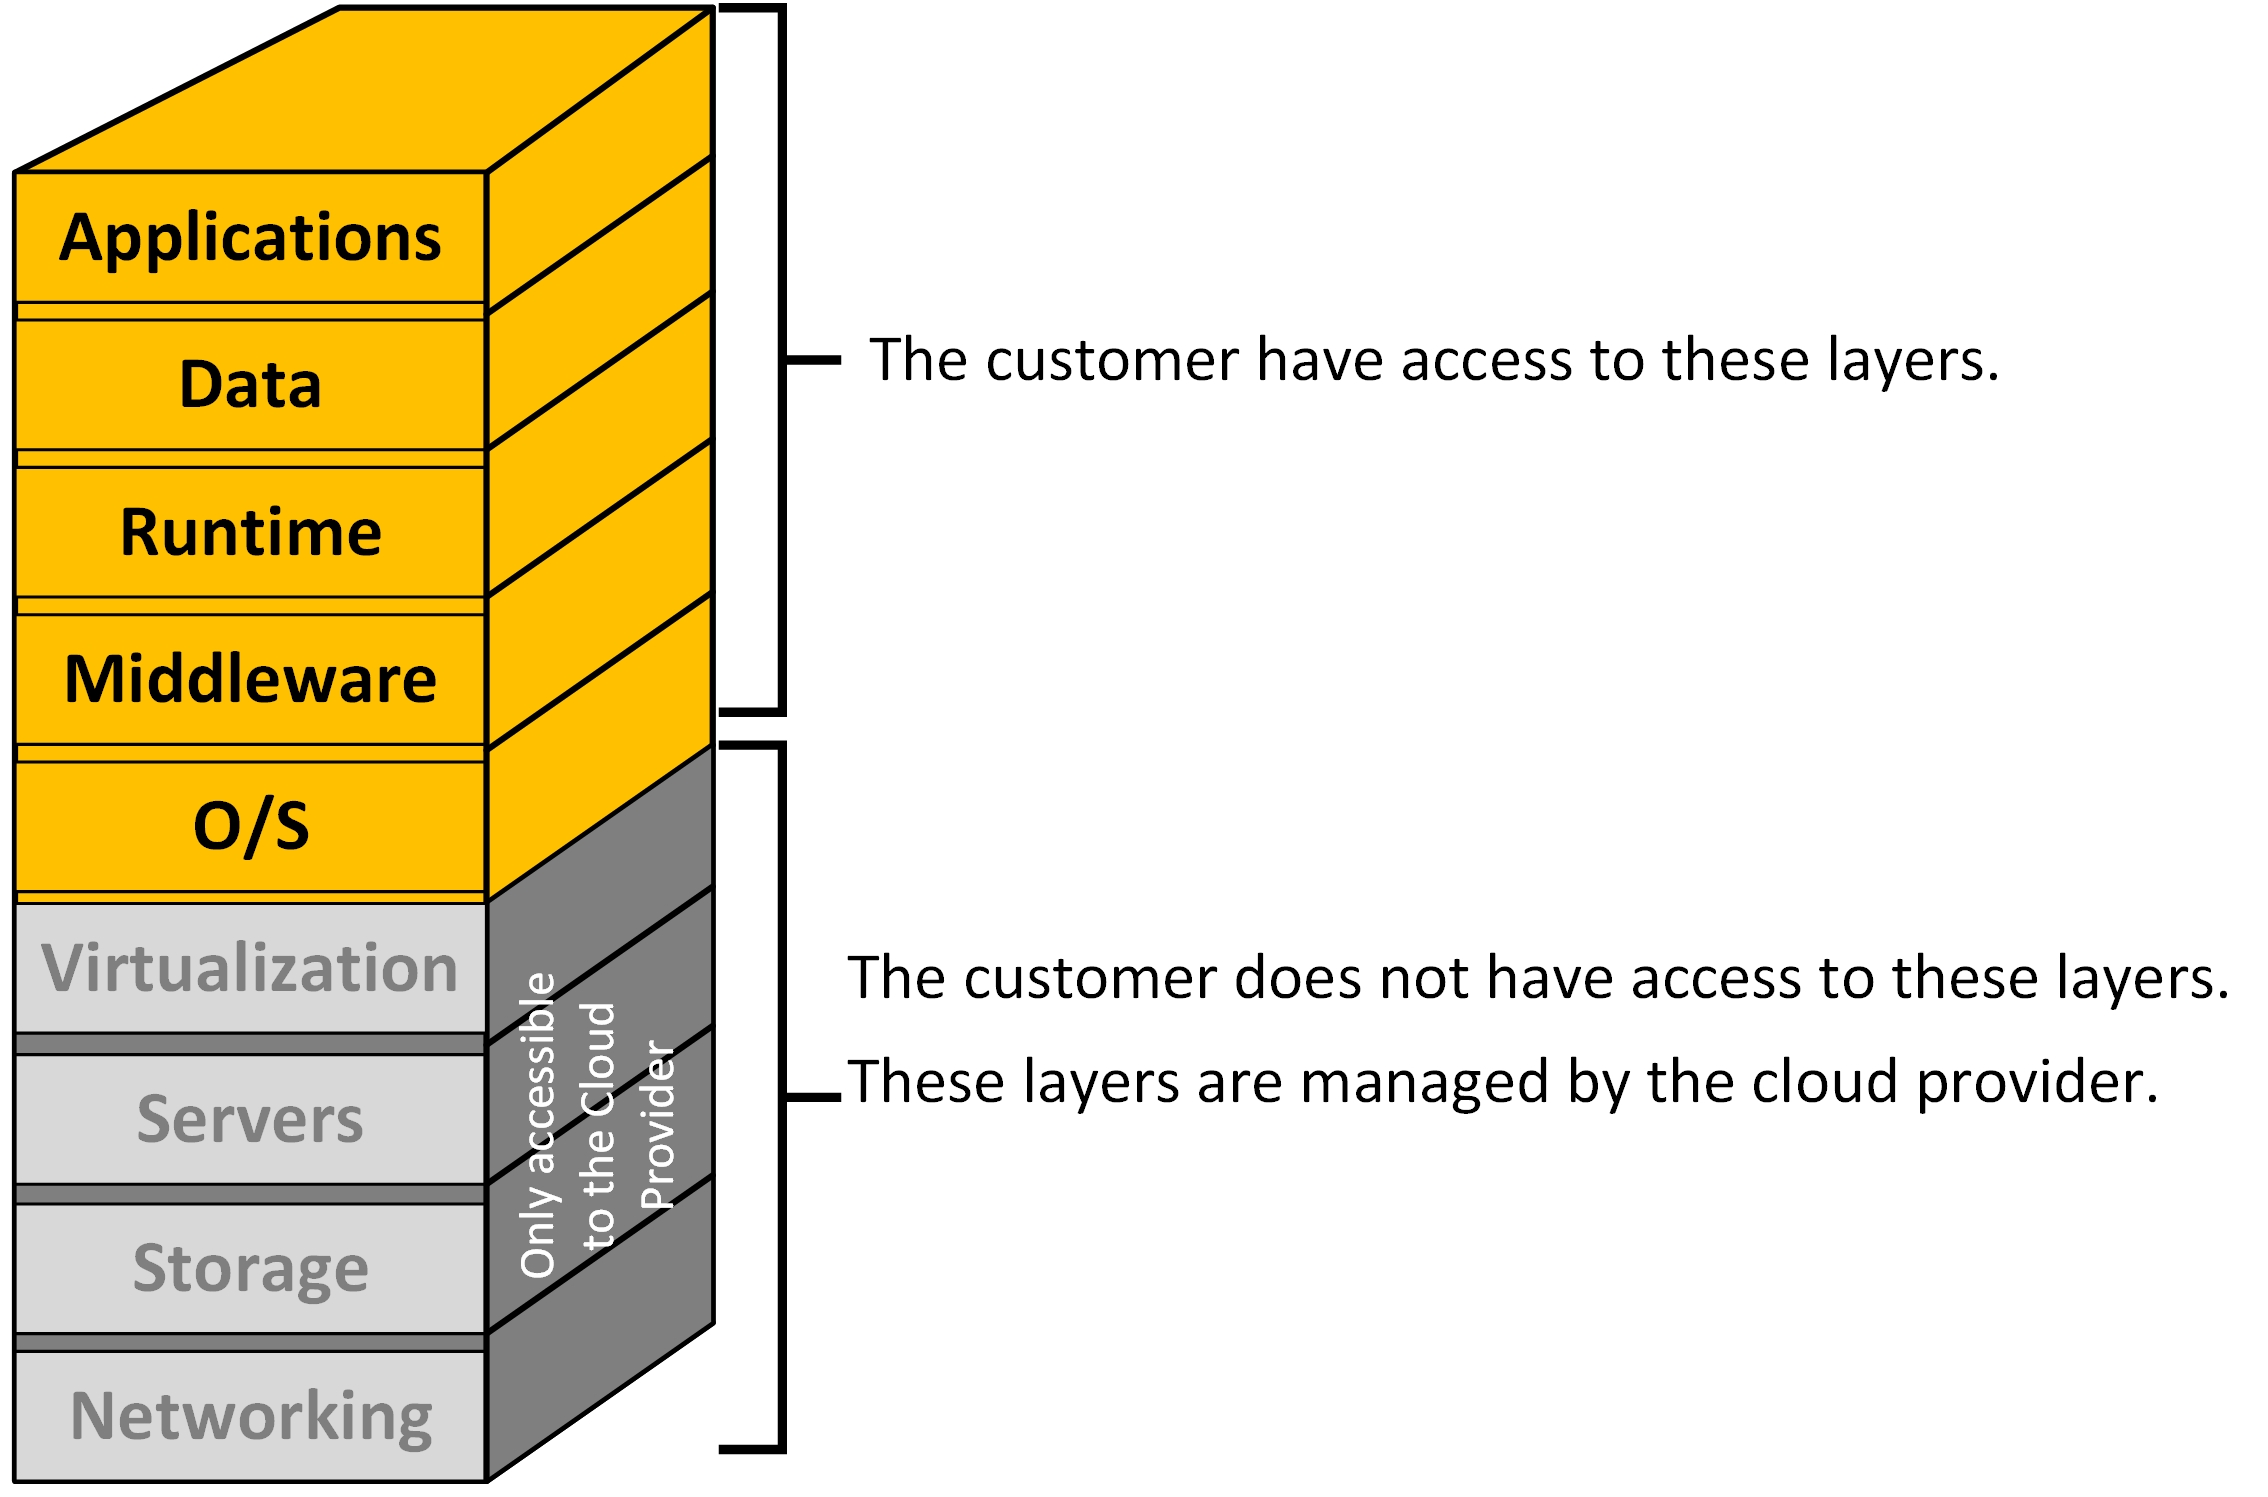 Applications
Data
Runtime
Middleware
O/S
Virtualization
Servers
Storage
Networking
Only accessible
to the Cloud
Provider
The customer have access to these layers.
The customer does not have access to these layers.
These layers are managed by the cloud provider.